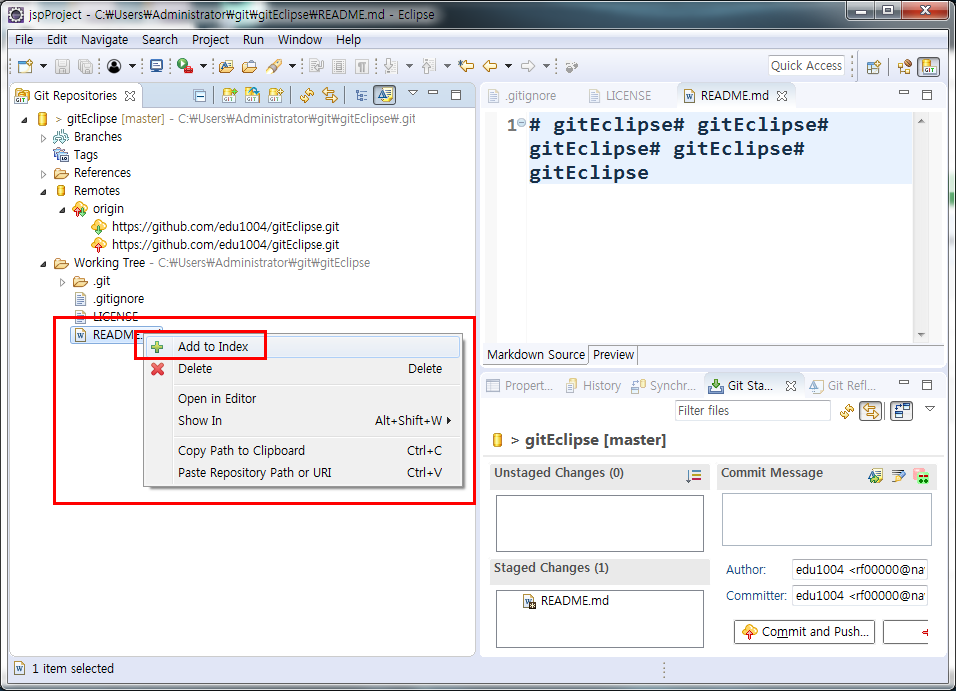 jspProject - C:￦Users￦Administrator￦git￦gitEclipse￦README.md - Eclipse
File Edit Navigate Search Project Run Window Help
Quick Access
Git Repositories
> gitEclipse [master] - C:￦Users￦Administrator￦git￦gitEclipse￦.git
Branches
Tags
References
Remotes
origin
https://github.com/edu1004/gitEclipse.git
https://github.com/edu1004/gitEclipse.git
Working Tree - C:￦Users￦Administrator￦git￦gitEclipse
.git
.gitignore
LICENSE
README.
Add to Index
Delete Delete
Open in Editor
Show In Alt+Shift+W
Copy Path to Clipboard Ctrl+C
Paste Repository Path or URI Ctrl+V
.gitignore LICENSE README.md
1 # gitEclipse# gitEclipse#
gitEclipse# gitEclipse#
gitEclipse
Markdown Source Preview
Propert... History Synchr... Git Sta... Git Refl...
Filter files
> gitEclipse [master]
Unstaged Changes (0)
Staged Changes (1)
README.md
Commit Message
Author: edu1004 <rf00000@na
Committer: edu1004 <rf00000@na
Commit and Push...
1 item selected